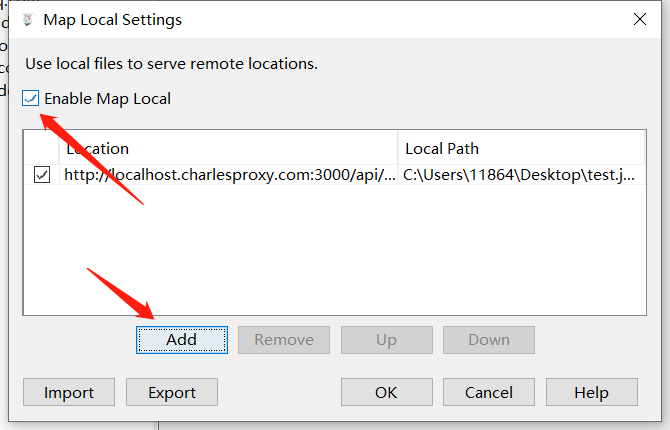 Map Local Settings
Use local files to serve remote locations.
Enable Map Local
Location Local Path
http://localhost.charlesproxy.com:3000/api/... C:\Users\11864\Desktop\test.j...
Add Remove Up Down
Import Export OK Cancel Help